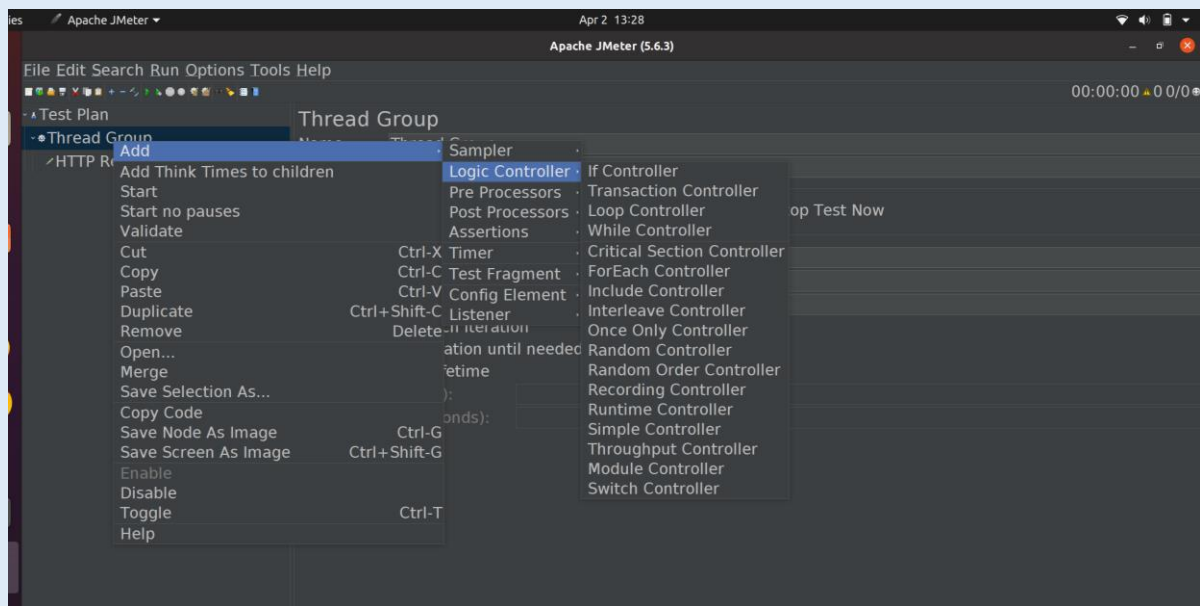 ies
Apache JMeter
Apr 2 13:28
Apache JMeter (5.6.3)
File Edit Search Run Options Tools Help
00:00:00 0 0/0
Test Plan
Thread Group
HTTP Re
Thread Group
Add
Add Think Times to children
Start
Start no pauses
Validate
Cut Ctrl-X
Copy Ctrl-C
Paste Ctrl-V
Duplicate Ctrl+Shift-C
Remove Delete
Open...
Merge
Save Selection As...
Copy Code
Save Node As Image Ctrl-G
Save Screen As Image Ctrl+Shift-G
Enable
Disable
Toggle Ctrl-T
Help
Sampler
Logic Controller
Pre Processors
Post Processors
Assertions
Timer
Test Fragment
Config Element
Listener
If Controller
Transaction Controller
Loop Controller
While Controller
Critical Section Controller
ForEach Controller
Include Controller
Interleave Controller
Once Only Controller
Random Controller
Random Order Controller
Recording Controller
Runtime Controller
Simple Controller
Throughput Controller
Module Controller
Switch Controller
op Test Now
iteration
ation until needed
fetime
):
onds):